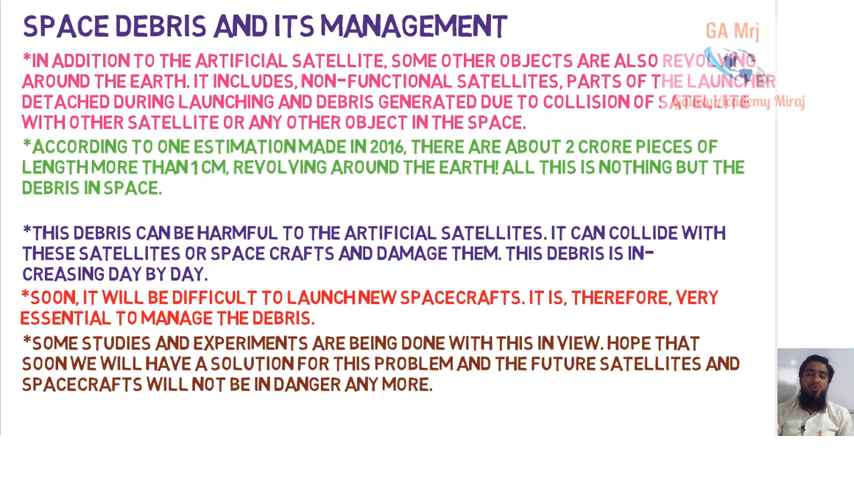 SPACE DEBRIS AND ITS MANAGEMENT
GA Mrj
*IN ADDITION TO THE ARTIFICIAL SATELLITE, SOME OTHER OBJECTS ARE ALSO REVOLVING
AROUND THE EARTH. IT INCLUDES, NON-FUNCTIONAL SATELLITES, PARTS OF THE LAUNCHER
DETACHED DURING LAUNCHING AND DEBRIS GENERATED DUE TO COLLISION OF SATELLITE
Academy Miraj
WITH OTHER SATELLITE OR ANY OTHER OBJECT IN THE SPACE.
*ACCORDING TO ONE ESTIMATION MADE IN 2016, THERE ARE ABOUT 2 CRORE PIECES OF
LENGTH MORE THAN 1 CM, REVOLVING AROUND THE EARTH! ALL THIS IS NOTHING BUT THE
DEBRIS IN SPACE.
*THIS DEBRIS CAN BE HARMFUL TO THE ARTIFICIAL SATELLITES. IT CAN COLLIDE WITH
THESE SATELLITES OR SPACE CRAFTS AND DAMAGE THEM. THIS DEBRIS IS IN-
CREASING DAY BY DAY.
*SOON, IT WILL BE DIFFICULT TO LAUNCH NEW SPACECRAFTS. IT IS, THEREFORE, VERY
ESSENTIAL TO MANAGE THE DEBRIS.
*SOME STUDIES AND EXPERIMENTS ARE BEING DONE WITH THIS IN VIEW. HOPE THAT
SOON WE WILL HAVE A SOLUTION FOR THIS PROBLEM AND THE FUTURE SATELLITES AND
SPACECRAFTS WILL NOT BE IN DANGER ANY MORE.